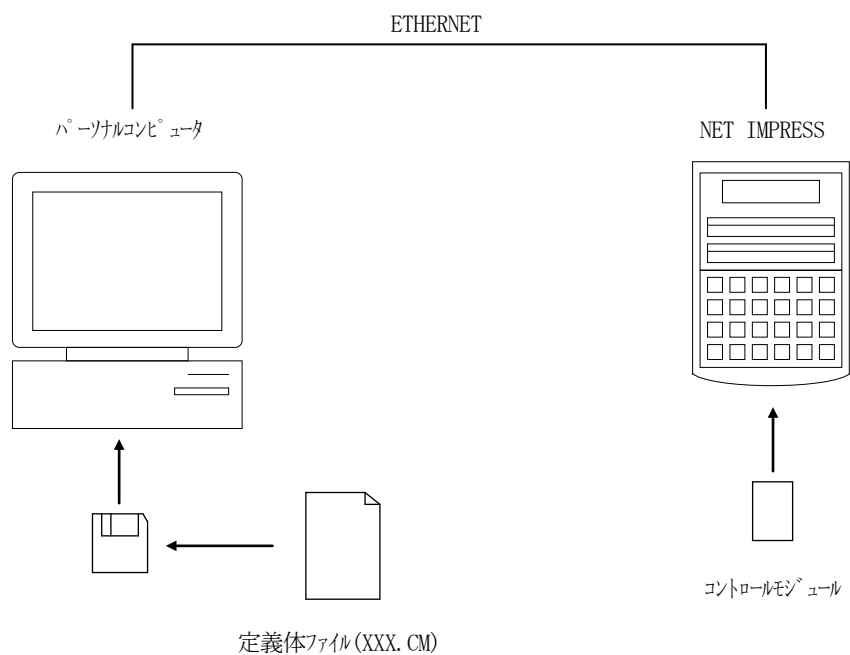 ETHERNET
ﾊﾟｰｿﾅﾙｺﾝﾋﾟｭｰﾀ
NET IMPRESS
ｺﾝﾄﾛｰﾙﾓｼﾞｭｰﾙ
定義体ﾌｧｲﾙ(XXX.CM)